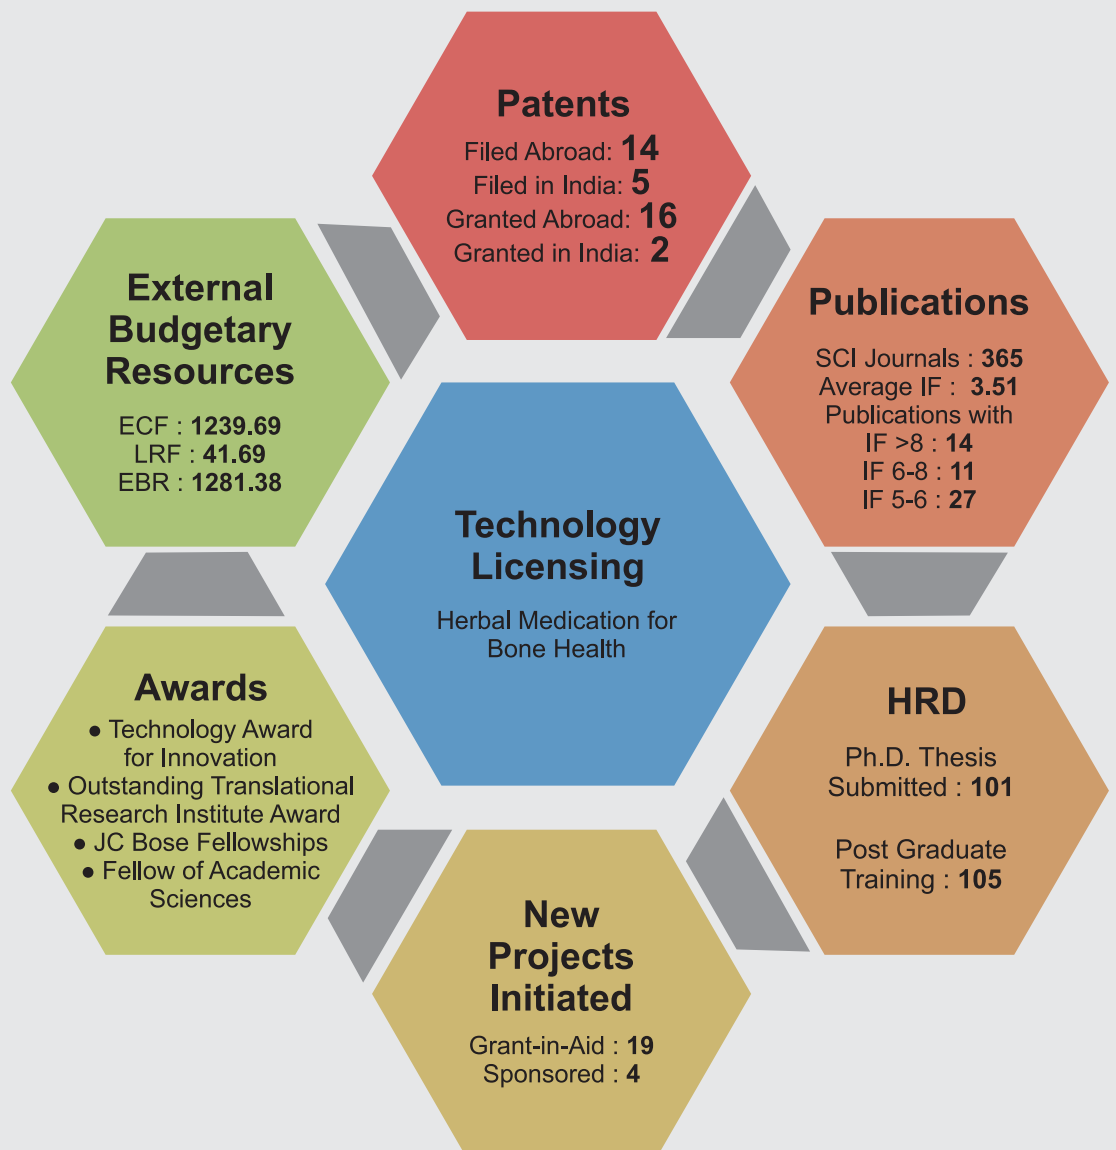 Patents
Filed Abroad: 14
Filed in India: 5
Granted Abroad: 16
Granted in India: 2
External
Budgetary
Resources
ECF : 1239.69
LRF : 41.69
EBR : 1281.38
Publications
SCI Journals : 365
Average IF : 3.51
Publications with
IF >8 : 14
IF 6-8 : 11
IF 5-6 : 27
Technology
Licensing
Herbal Medication for
Bone Health
Awards
● Technology Award
for Innovation
● Outstanding Translational
Research Institute Award
● JC Bose Fellowships
● Fellow of Academic
Sciences
HRD
Ph.D. Thesis
Submitted : 101
Post Graduate
Training : 105
New
Projects
Initiated
Grant-in-Aid : 19
Sponsored : 4